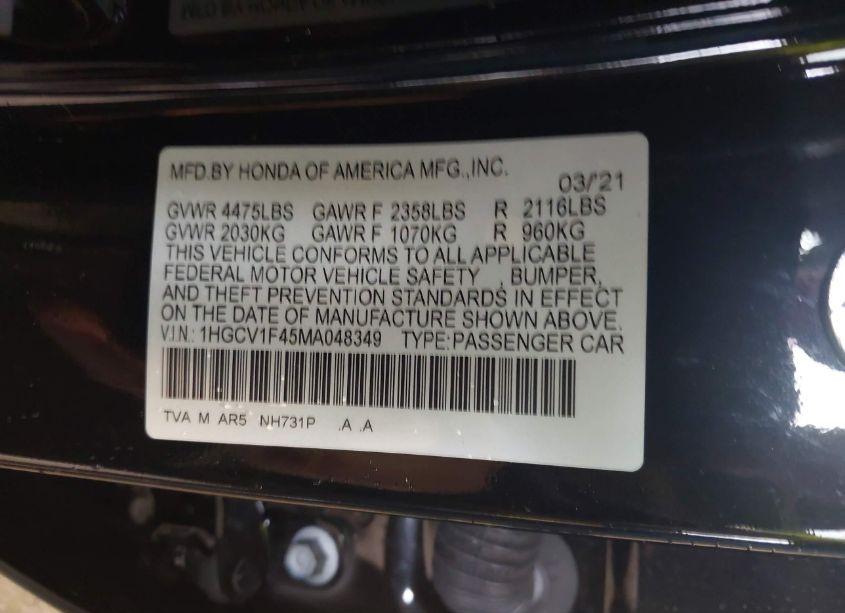 MFD.BY HONDA OF AMERICA MFG.,INC.
03/'21
GVWR 4475LBS GAWR F 2358LBS R 2116LBS
GVWR 2030KG GAWR F 1070KG R 960KG
THIS VEHICLE CONFORMS TO ALL APPLICABLE
FEDERAL MOTOR VEHICLE SAFETY , BUMPER,
AND THEFT PREVENTION STANDARDS IN EFFECT
ON THE DATE OF MANUFACTURE SHOWN ABOVE.
V.I.N.: 1HGCV1F45MA048349 TYPE:PASSENGER CAR
TVA M AR5 NH731P .A .A